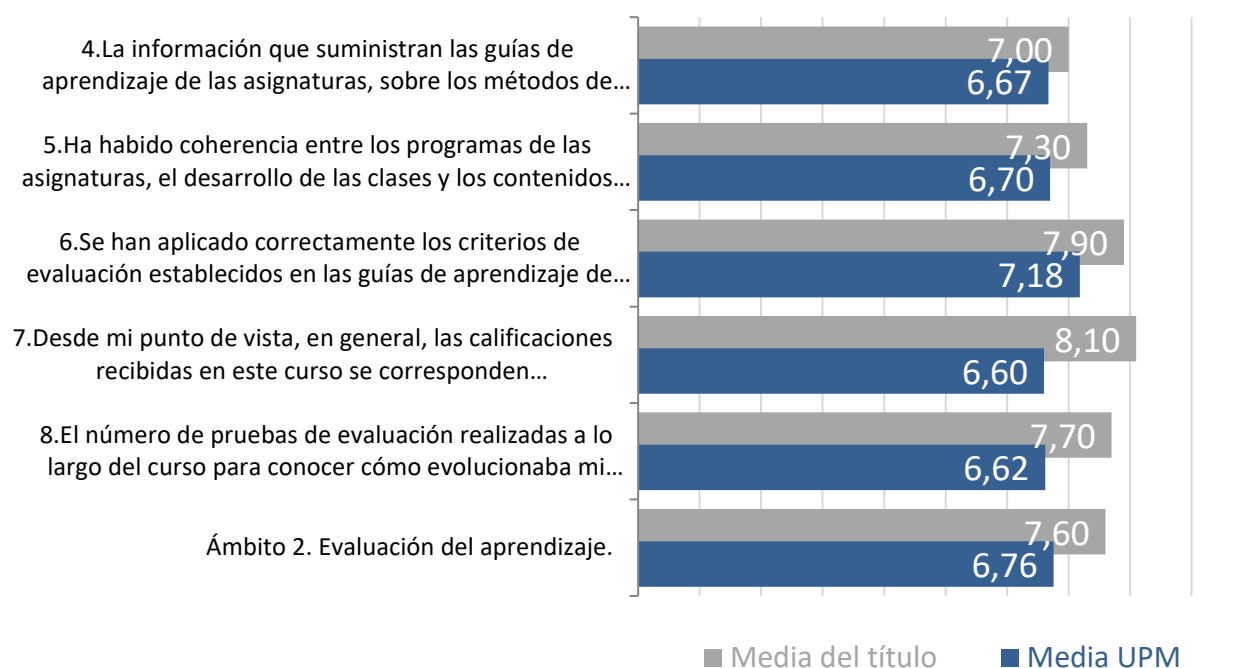 4.La información que suministran las guías de
aprendizaje de las asignaturas, sobre los métodos de...
7,00
6,67
5.Ha habido coherencia entre los programas de las
asignaturas, el desarrollo de las clases y los contenidos...
7,30
6,70
6.Se han aplicado correctamente los criterios de
evaluación establecidos en las guías de aprendizaje de...
7,90
7,18
7.Desde mi punto de vista, en general, las calificaciones
recibidas en este curso se corresponden...
8,10
6,60
8.El número de pruebas de evaluación realizadas a lo
largo del curso para conocer cómo evolucionaba mi...
7,70
6,62
Ámbito 2. Evaluación del aprendizaje.
7,60
6,76
Media del título
Media UPM